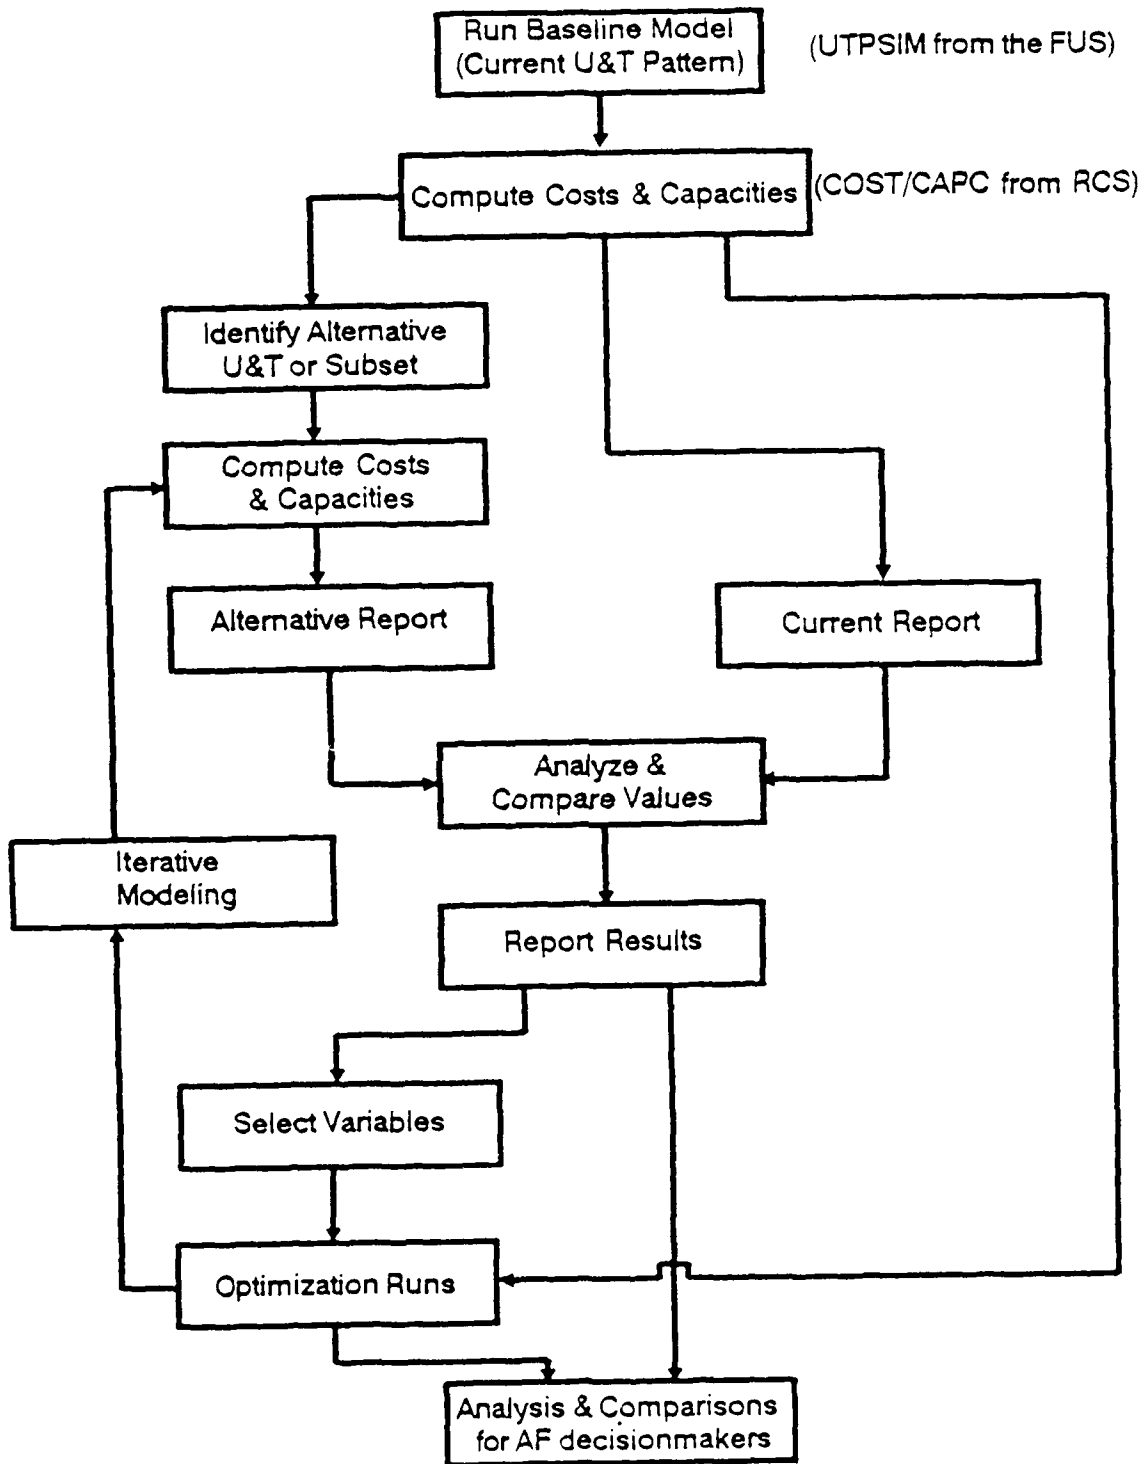 Run Baseline Model
(Current U&T Pattern)
(UTPSIM from the FUS)
Compute Costs & Capacities
(COST/CAPC from RCS)
Identify Alternative
U&T or Subset
Compute Costs
& Capacities
Alternative Report
Current Report
Analyze &
Compare Values
Iterative
Modeling
Report Results
Select Variables
Optimization Runs
Analysis & Comparisons
for AF decisionmakers